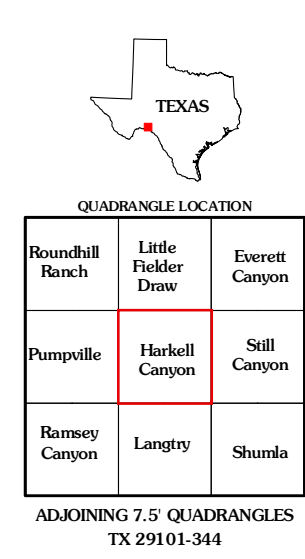 TEXAS
QUADRANGLE LOCATION
Roundhill
Ranch
Little
Fielder
Draw
Everett
Canyon
Pumpville
Harkell
Canyon
Still
Canyon
Ramsey
Canyon
Langtry
Shumla
ADJOINING 7.5' QUADRANGLES
TX 29101-344